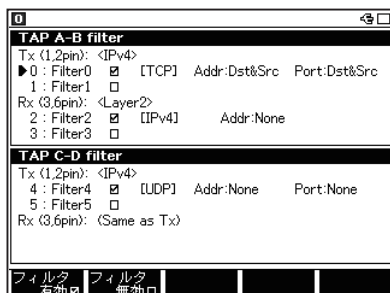 0
TAP A-B filter
Tx (1,2pin): <IPv4>
▶0 : Filter0 ☑ [TCP] Addr:Dst&Src Port:Dst&Src
1 : Filter1 □
Rx (3,6pin): <Layer2>
2 : Filter2 ☑ [IPv4] Addr:None
3 : Filter3 □
TAP C-D filter
Tx (1,2pin): <IPv4>
4 : Filter4 ☑ [UDP] Addr:None Port:None
5 : Filter5 □
Rx (3,6pin): (Same as Tx)
フィルタ フィルタ
有効☑ 無効□